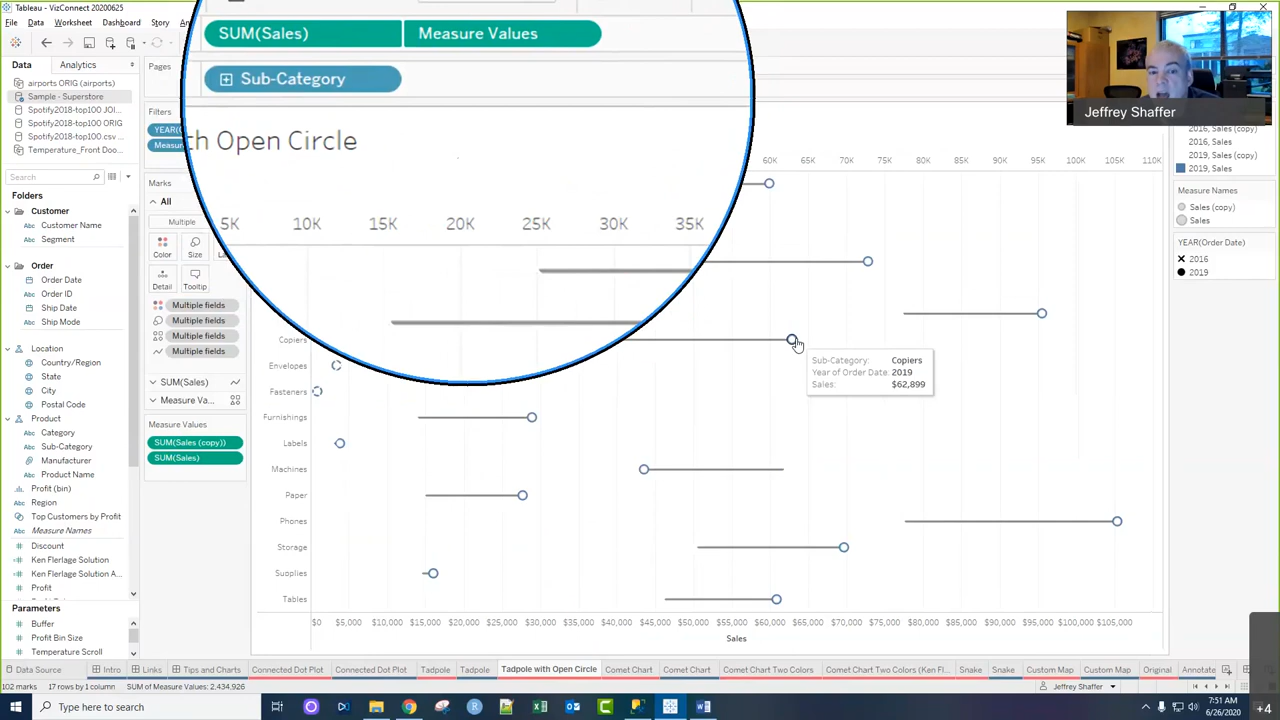 Tableau - VizConnect 20200625
File Data Worksheet Dashboard Story
SUM(Sales) Measure Values
Sub-Category
Data Analytics
Pages
airports ORIG (airports)
Sample - Superstore
Spotify2018-top100 JOI...
Spotify2018-top100 ORIG
Spotify2018-top100 csv ...
Temperature_Front Doo...
Search
Filters
YEAR(
Measur
th Open Circle
Jeffrey Shaffer
2016, Sales (copy)
2016, Sales
2019, Sales (copy)
2019, Sales
60K 65K 70K 75K 80K 85K 90K 95K 100K 105K 110K
Marks
All
Multiple
Color Size
Detail Tooltip
Multiple fields
Multiple fields
Multiple fields
Multiple fields
SUM(Sales)
Measure Va...
Measure Values
SUM(Sales (copy))
SUM(Sales)
5K 10K 15K 20K 25K 30K 35K
Measure Names
Sales (copy)
Sales
YEAR(Order Date)
2016
2019
Folders
Customer
Customer Name
Segment
Order
Order Date
Order ID
Ship Date
Ship Mode
Location
Country/Region
State
City
Postal Code
Product
Category
Sub-Category
Manufacturer
Product Name
Profit (bin)
Region
Top Customers by Profit
Measure Names
Discount
Ken Flerlage Solution
Ken Flerlage Solution A...
Profit
Parameters
Buffer
Profit Bin Size
Temperature Scroll
Copiers
Envelopes
Fasteners
Furnishings
Labels
Machines
Paper
Phones
Storage
Supplies
Tables
Sub-Category: Copiers
Year of Order Date: 2019
Sales: $62,899
$0 $5,000 $10,000 $15,000 $20,000 $25,000 $30,000 $35,000 $40,000 $45,000 $50,000 $55,000 $60,000 $65,000 $70,000 $75,000 $80,000 $85,000 $90,000 $95,000 $100,000 $105,000
Sales
Data Source Intro Links Tips and Charts Connected Dot Plot Connected Dot Plot Tadpole Tadpole Tadpole with Open Circle Comet Chart Comet Chart Comet Chart Two Colors Comet Chart Two Colors (Ken Fl... Snake Snake Custom Map Custom Map Original Annotate
102 marks 17 rows by 1 column SUM of Measure Values: 2,434,926
Jeffrey Shaffer
Type here to search
7:51 AM
6/26/2020
+4